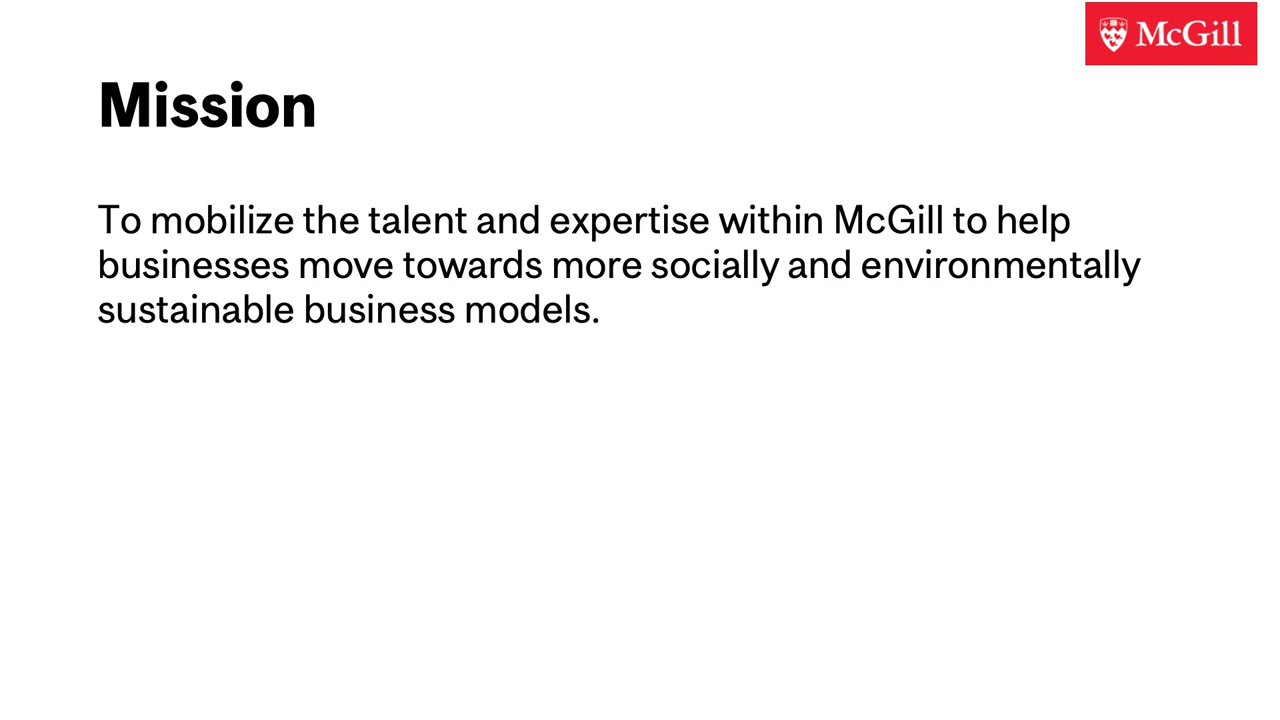 McGill
Mission
To mobilize the talent and expertise within McGill to help
businesses move towards more socially and environmentally
sustainable business models.